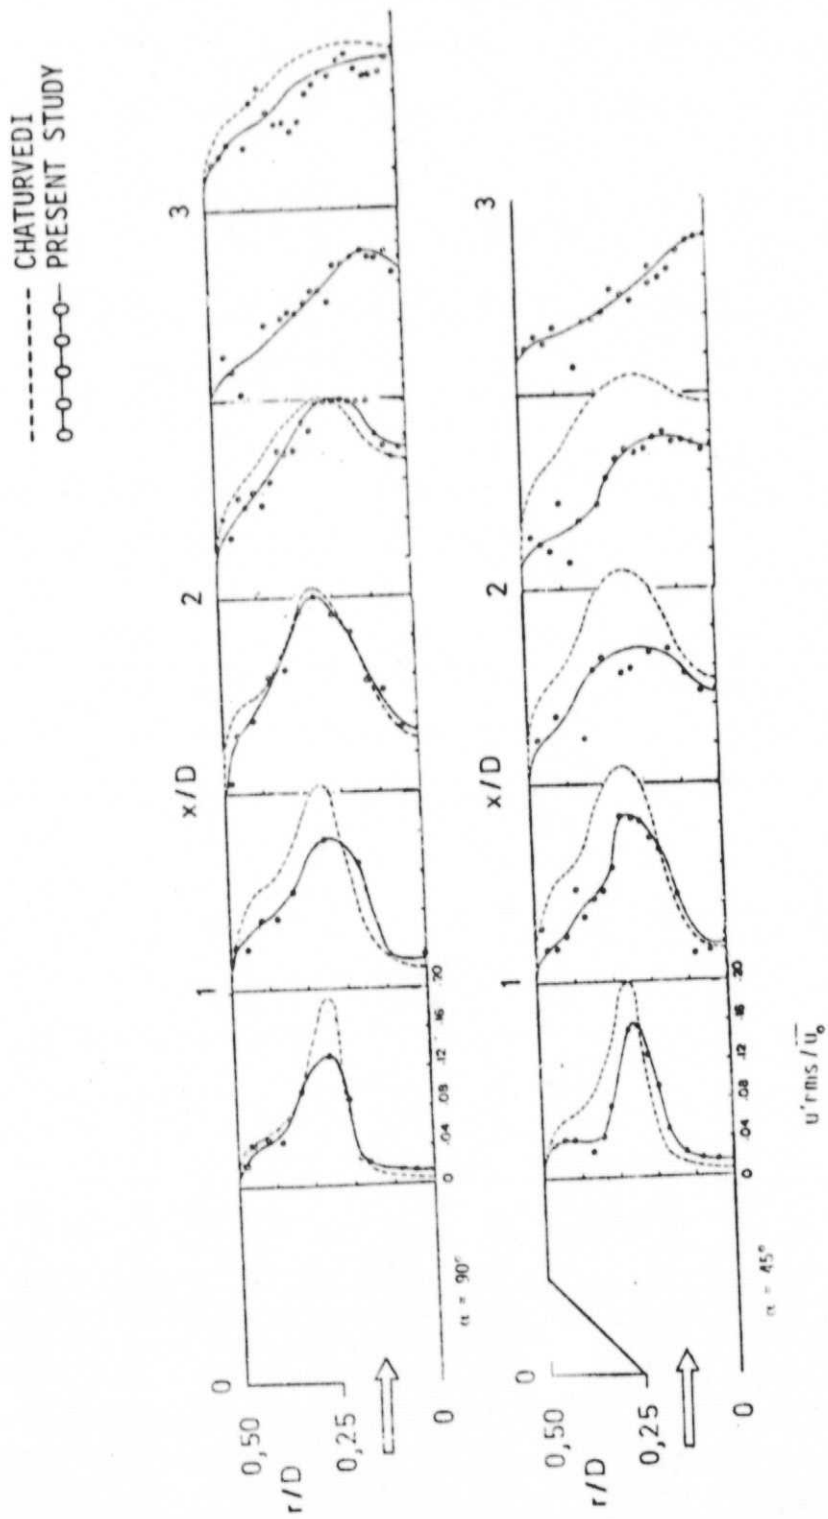 -------- CHATURVEDI
o-o-o-o-o- PRESENT STUDY
0 1 x/D 2 3
r/D
0,50
0,25
0
α = 90°
0 .04 .08 .12 .16 .20
0 1 x/D 2 3
r/D
0,50
0,25
0
α = 45°
0 .04 .08 .12 .16 .20
u'rms/u̅₀